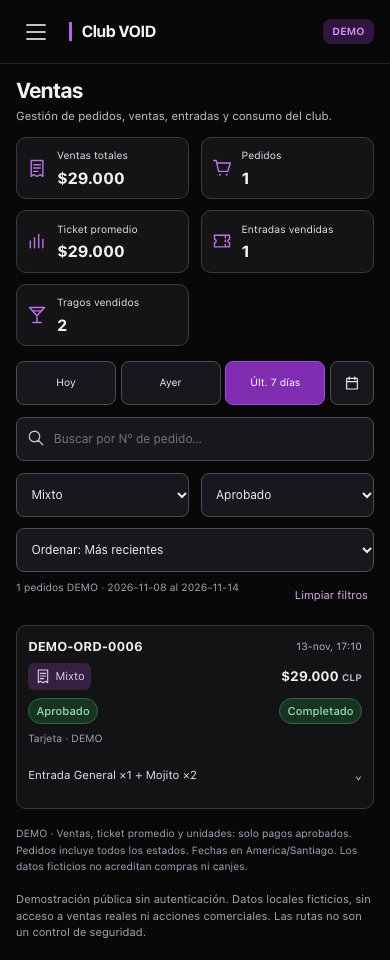 Club VOID
DEMO
Ventas
Gestión de pedidos, ventas, entradas y consumo del club.
Ventas totales
$29.000
Pedidos
1
Ticket promedio
$29.000
Entradas vendidas
1
Tragos vendidos
2
Hoy
Ayer
Últ. 7 días
Buscar por Nº de pedido...
Mixto
Aprobado
Ordenar: Más recientes
1 pedidos DEMO · 2026-11-08 al 2026-11-14
Limpiar filtros
DEMO-ORD-0006
13-nov, 17:10
Mixto
$29.000 CLP
Aprobado
Completado
Tarjeta · DEMO
Entrada General ×1 + Mojito ×2
DEMO · Ventas, ticket promedio y unidades: solo pagos aprobados.
Pedidos incluye todos los estados. Fechas en America/Santiago. Los
datos ficticios no acreditan compras ni canjes.
Demostración pública sin autenticación. Datos locales ficticios, sin
acceso a ventas reales ni acciones comerciales. Las rutas no son
un control de seguridad.